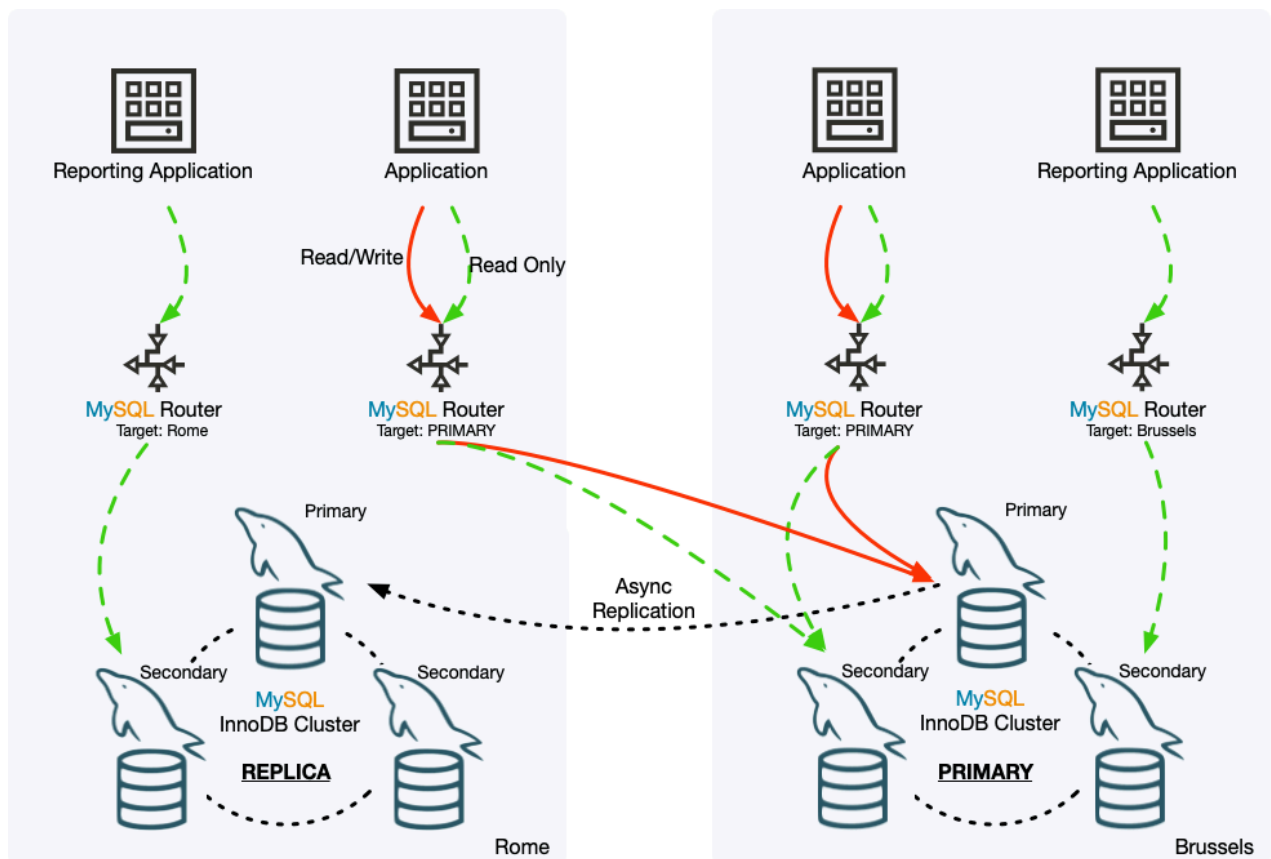 Reporting Application
Application
Application
Reporting Application
Read/Write
Read Only
MySQL Router
Target: Rome
MySQL Router
Target: PRIMARY
MySQL Router
Target: PRIMARY
MySQL Router
Target: Brussels
Primary
Primary
Async
Replication
Secondary
Secondary
Secondary
Secondary
MySQL
InnoDB Cluster
REPLICA
MySQL
InnoDB Cluster
PRIMARY
Rome
Brussels